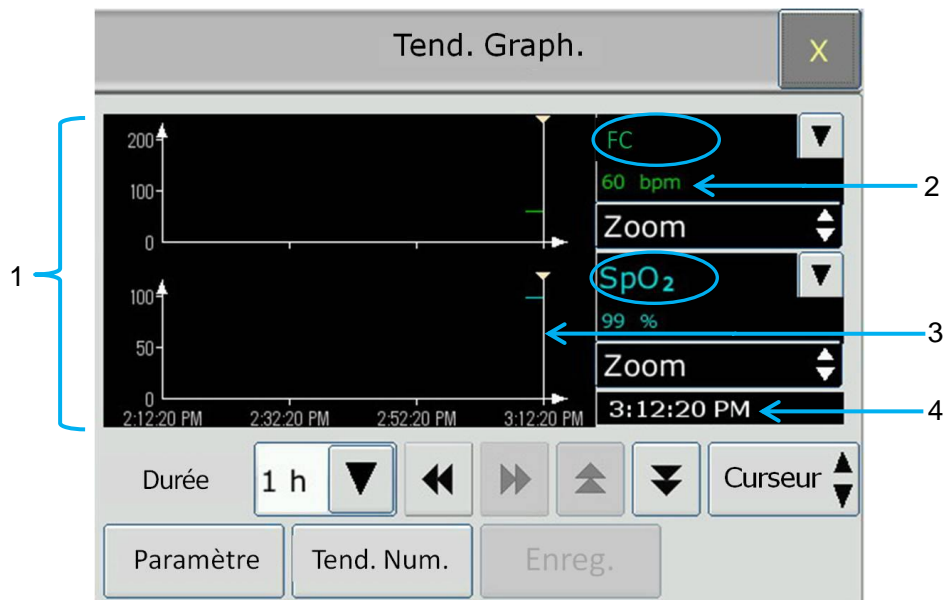 Tend. Graph. X
200
100
0
FC
60 bpm
Zoom
100
50
0
SpO₂
99 %
Zoom
2:12:20 PM 2:32:20 PM 2:52:20 PM 3:12:20 PM
3:12:20 PM
1
2
3
4
Durée 1 h Curseur
Paramètre Tend. Num. Enreg.